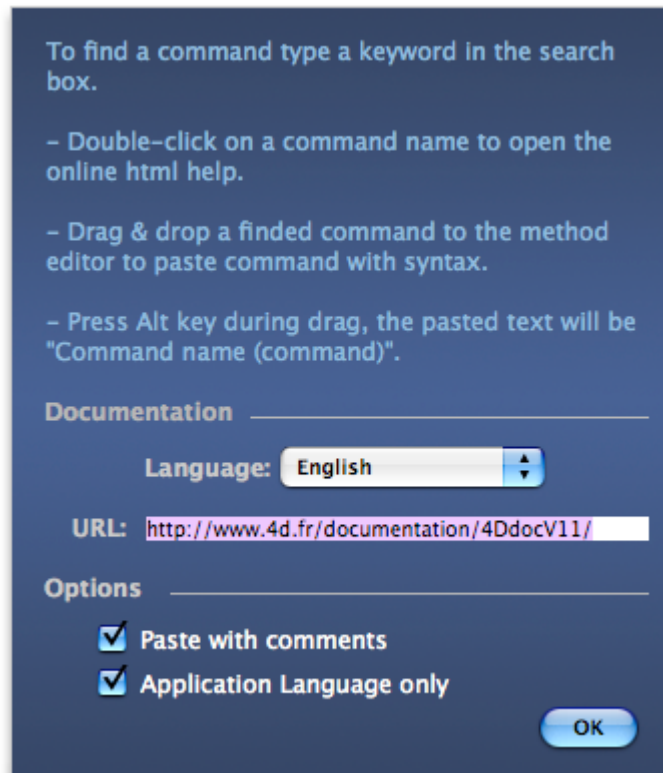 To find a command type a keyword in the search
box.
- Double-click on a command name to open the
online html help.
- Drag & drop a finded command to the method
editor to paste command with syntax.
- Press Alt key during drag, the pasted text will be
"Command name (command)".
Documentation
Language: English
URL: http://www.4d.fr/documentation/4DdocV11/
Options
Paste with comments
Application Language only
OK